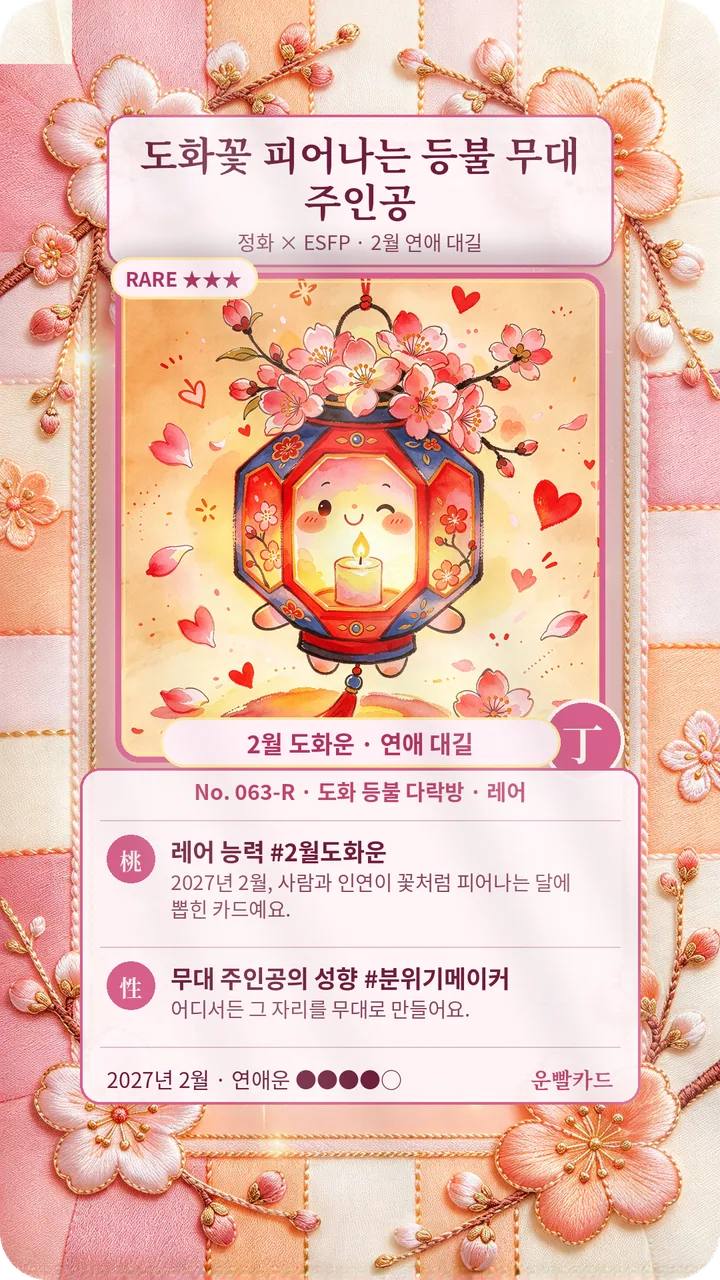 도화꽃 피어나는 등불 무대
주인공
정화 × ESFP · 2월 연애 대길
RARE ★★★
2월 도화운 · 연애 대길
丁
No. 063-R · 도화 등불 다락방 · 레어
桃
레어 능력 #2월도화운
2027년 2월, 사람과 인연이 꽃처럼 피어나는 달에
뽑힌 카드예요.
性
무대 주인공의 성향 #분위기메이커
어디서든 그 자리를 무대로 만들어요.
2027년 2월 · 연애운 ●●●●○
운빨카드